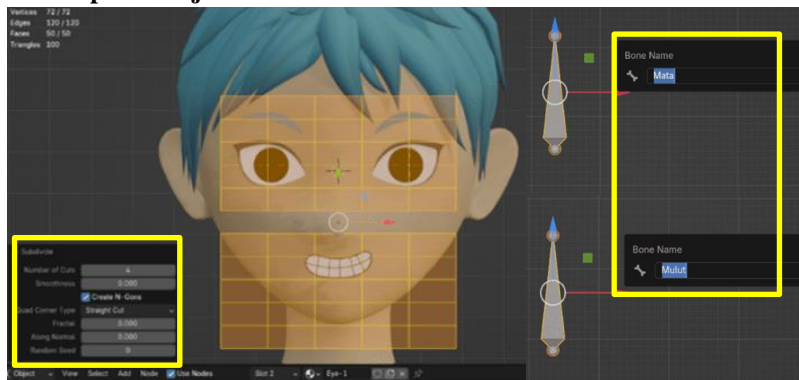 Vertices 72 / 72
Edges 120 / 120
Faces 50 / 50
Triangles 100
Subdivide
Number of Cuts 4
Smoothness 0.000
Create N-Gons
Quad Corner Type Straight Cut
Fractal 0.000
Along Normal 0.000
Random Seed 0
Object View Select Add Node Use Nodes Slot 2 Eye-1
Bone Name
Mata
Bone Name
Mulut